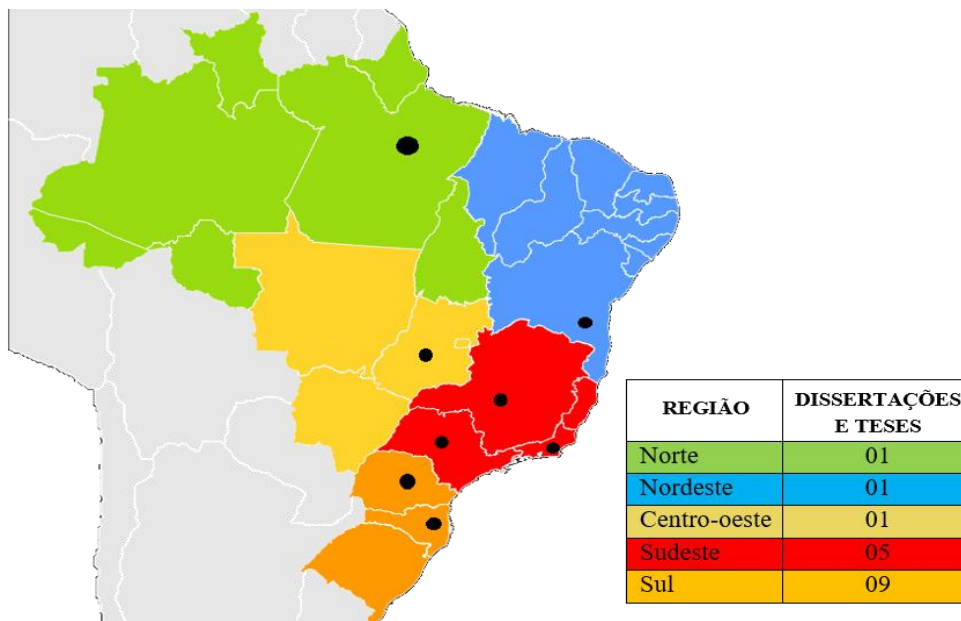 REGIÃO DISSERTAÇÕES E TESES
Norte 01
Nordeste 01
Centro-oeste 01
Sudeste 05
Sul 09